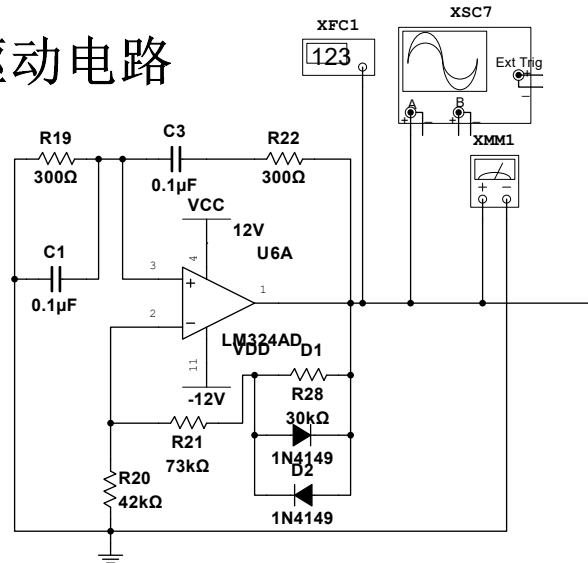 XSC7
XFC1
123
Ext Trig
动电路
A
B
XMM1
R19
300Ω
C3
0.1µF
R22
300Ω
VCC
12V
C1
0.1µF
U6A
3
4
2
1
11
LM324AD
VDD
-12V
D1
R28
30kΩ
1N4149
R21
73kΩ
D2
1N4149
R20
42kΩ